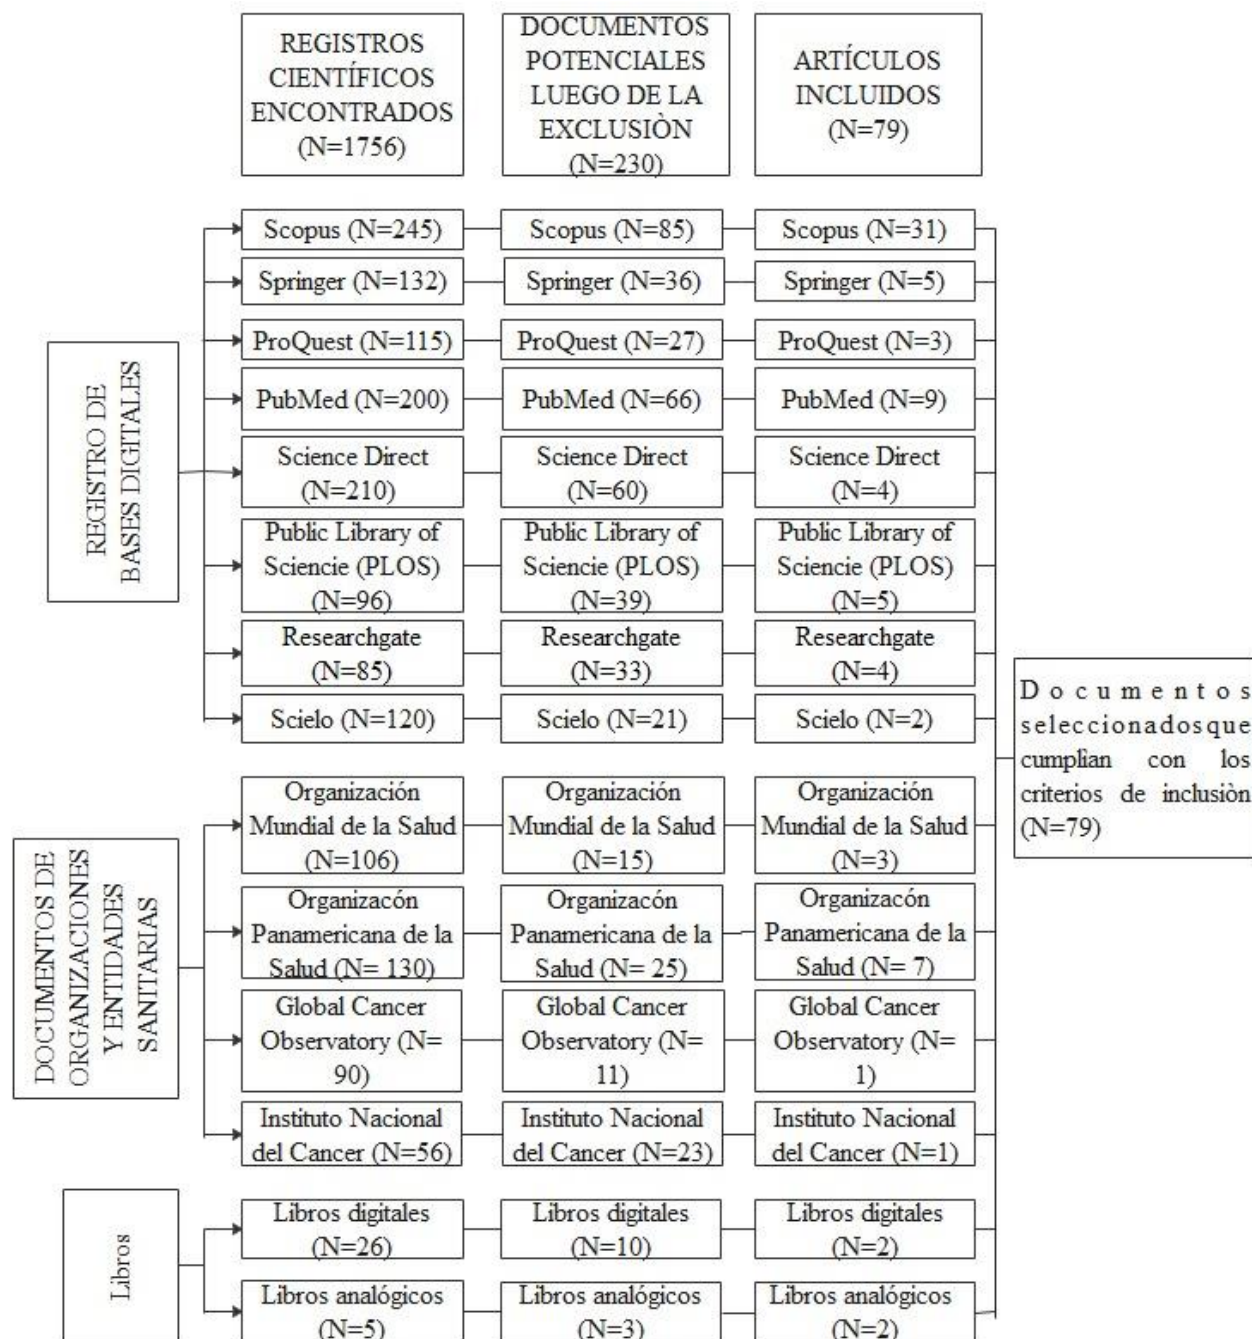 REGISTROS
CIENTÍFICOS
ENCONTRADOS
(N=1756)
DOCUMENTOS
POTENCIALES
LUEGO DE LA
EXCLUSIÒN
(N=230)
ARTÍCULOS
INCLUIDOS
(N=79)
REGISTRO DE
BASES DIGITALES
Scopus (N=245)
Scopus (N=85)
Scopus (N=31)
Springer (N=132)
Springer (N=36)
Springer (N=5)
ProQuest (N=115)
ProQuest (N=27)
ProQuest (N=3)
PubMed (N=200)
PubMed (N=66)
PubMed (N=9)
Science Direct
(N=210)
Science Direct
(N=60)
Science Direct
(N=4)
Public Library of
Sciencie (PLOS)
(N=96)
Public Library of
Sciencie (PLOS)
(N=39)
Public Library of
Sciencie (PLOS)
(N=5)
Researchgate
(N=85)
Researchgate
(N=33)
Researchgate
(N=4)
Scielo (N=120)
Scielo (N=21)
Scielo (N=2)
DOCUMENTOS DE
ORGANIZACIONES
Y ENTIDADES
SANITARIAS
Organización
Mundial de la Salud
(N=106)
Organización
Mundial de la Salud
(N=15)
Organización
Mundial de la Salud
(N=3)
Organizacón
Panamericana de la
Salud (N= 130)
Organizacón
Panamericana de la
Salud (N= 25)
Organizacón
Panamericana de la
Salud (N= 7)
Global Cancer
Observatory (N=
90)
Global Cancer
Observatory (N=
11)
Global Cancer
Observatory (N=
1)
Instituto Nacional
del Cancer (N=56)
Instituto Nacional
del Cancer (N=23)
Instituto Nacional
del Cancer (N=1)
Libros
Libros digitales
(N=26)
Libros digitales
(N=10)
Libros digitales
(N=2)
Libros analógicos
(N=5)
Libros analógicos
(N=3)
Libros analógicos
(N=2)
Documentos
seleccionados que
cumplìan con los
criterios de inclusiòn
(N=79)